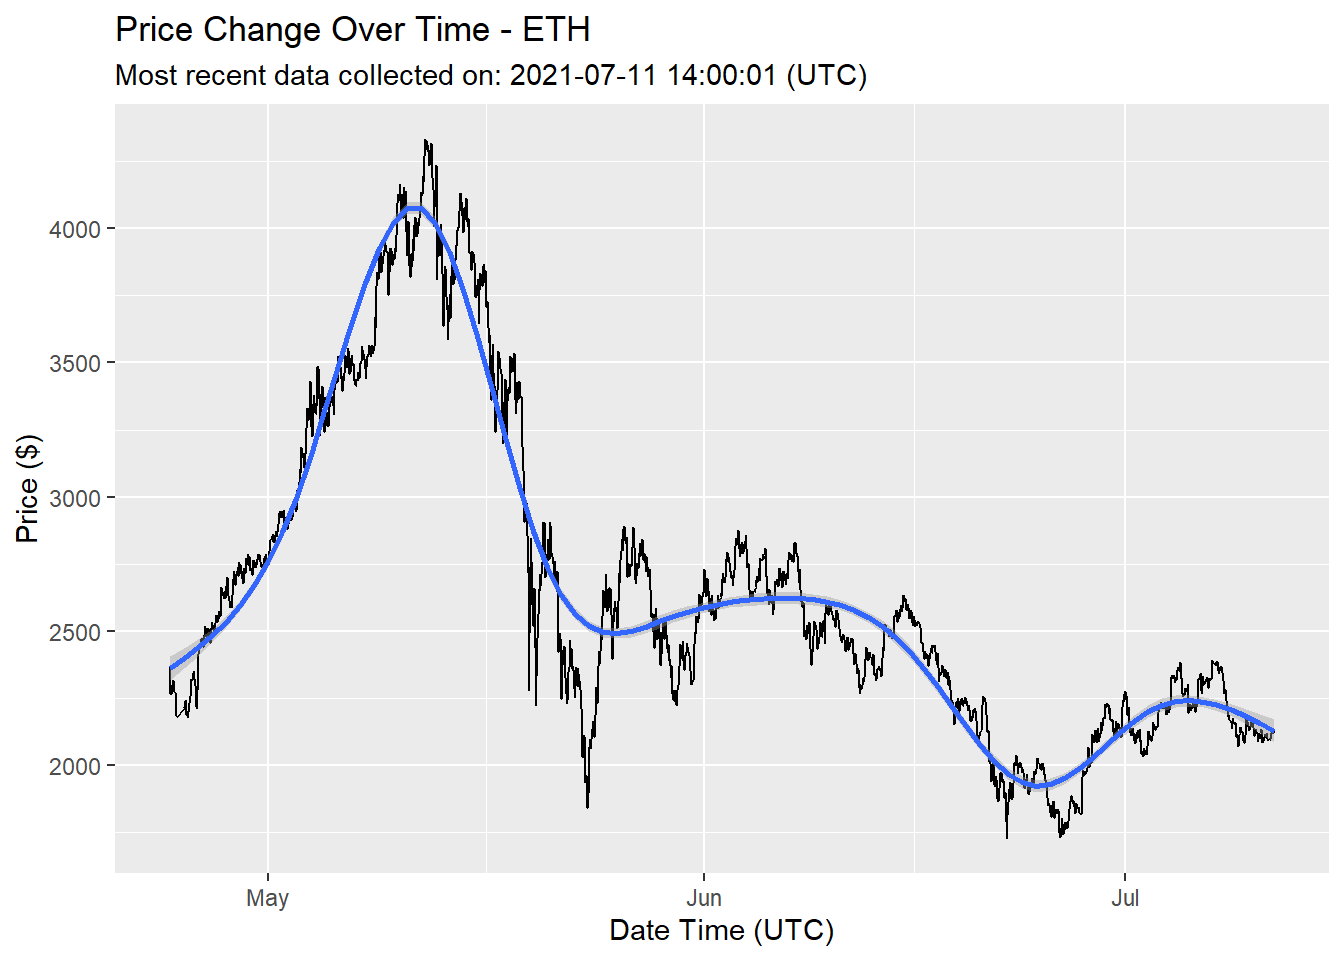 Price Change Over Time - ETH
Most recent data collected on: 2021-07-11 14:00:01 (UTC)
Price ($)
4000
3500
3000
2500
2000
May
Jun
Jul
Date Time (UTC)